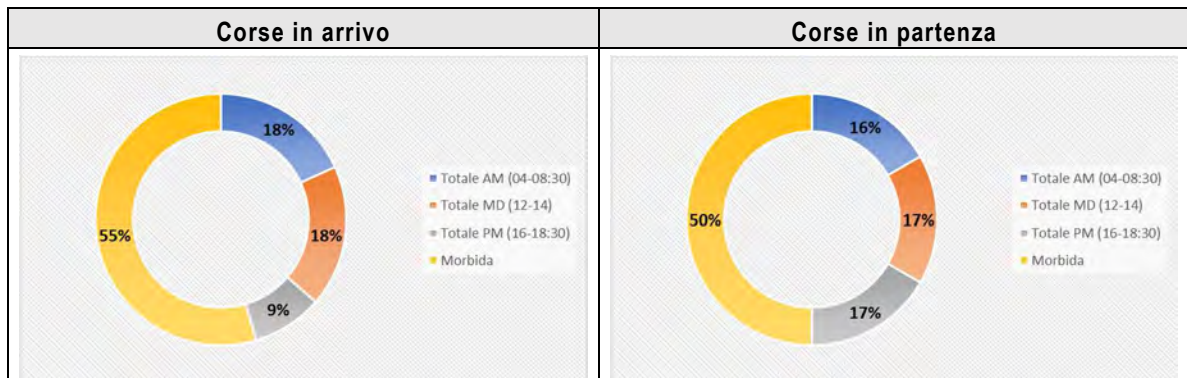 Corse in arrivo
Corse in partenza
18%
18%
9%
55%
Totale AM (04-08:30)
Totale MD (12-14)
Totale PM (16-18:30)
Morbida
16%
17%
17%
50%
Totale AM (04-08:30)
Totale MD (12-14)
Totale PM (16-18:30)
Morbida